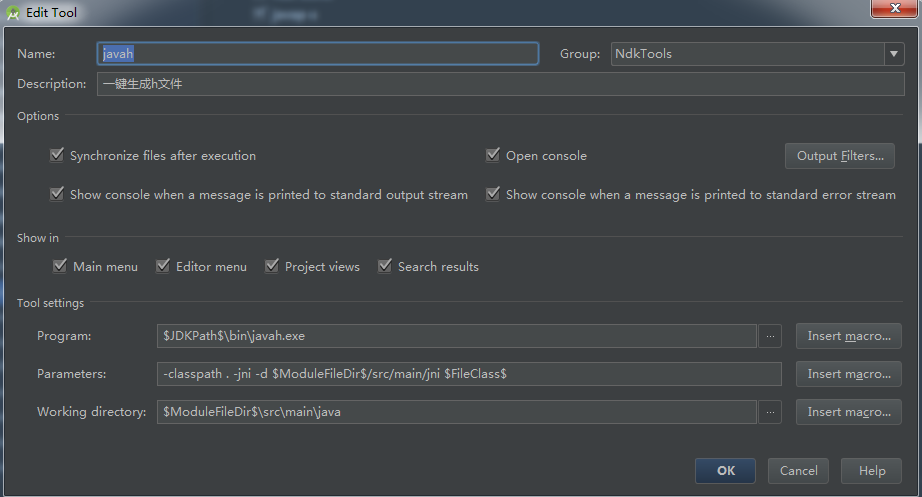 Edit Tool
Name: javah Group: NdkTools
Description: 一键生成h文件
Options
Synchronize files after execution Open console Output Filters...
Show console when a message is printed to standard output stream Show console when a message is printed to standard error stream
Show in
Main menu Editor menu Project views Search results
Tool settings
Program: $JDKPath$\bin\javah.exe ... Insert macro...
Parameters: -classpath . -jni -d $ModuleFileDir$/src/main/jni $FileClass$ Insert macro...
Working directory: $ModuleFileDir$\src\main\java ... Insert macro...
OK Cancel Help